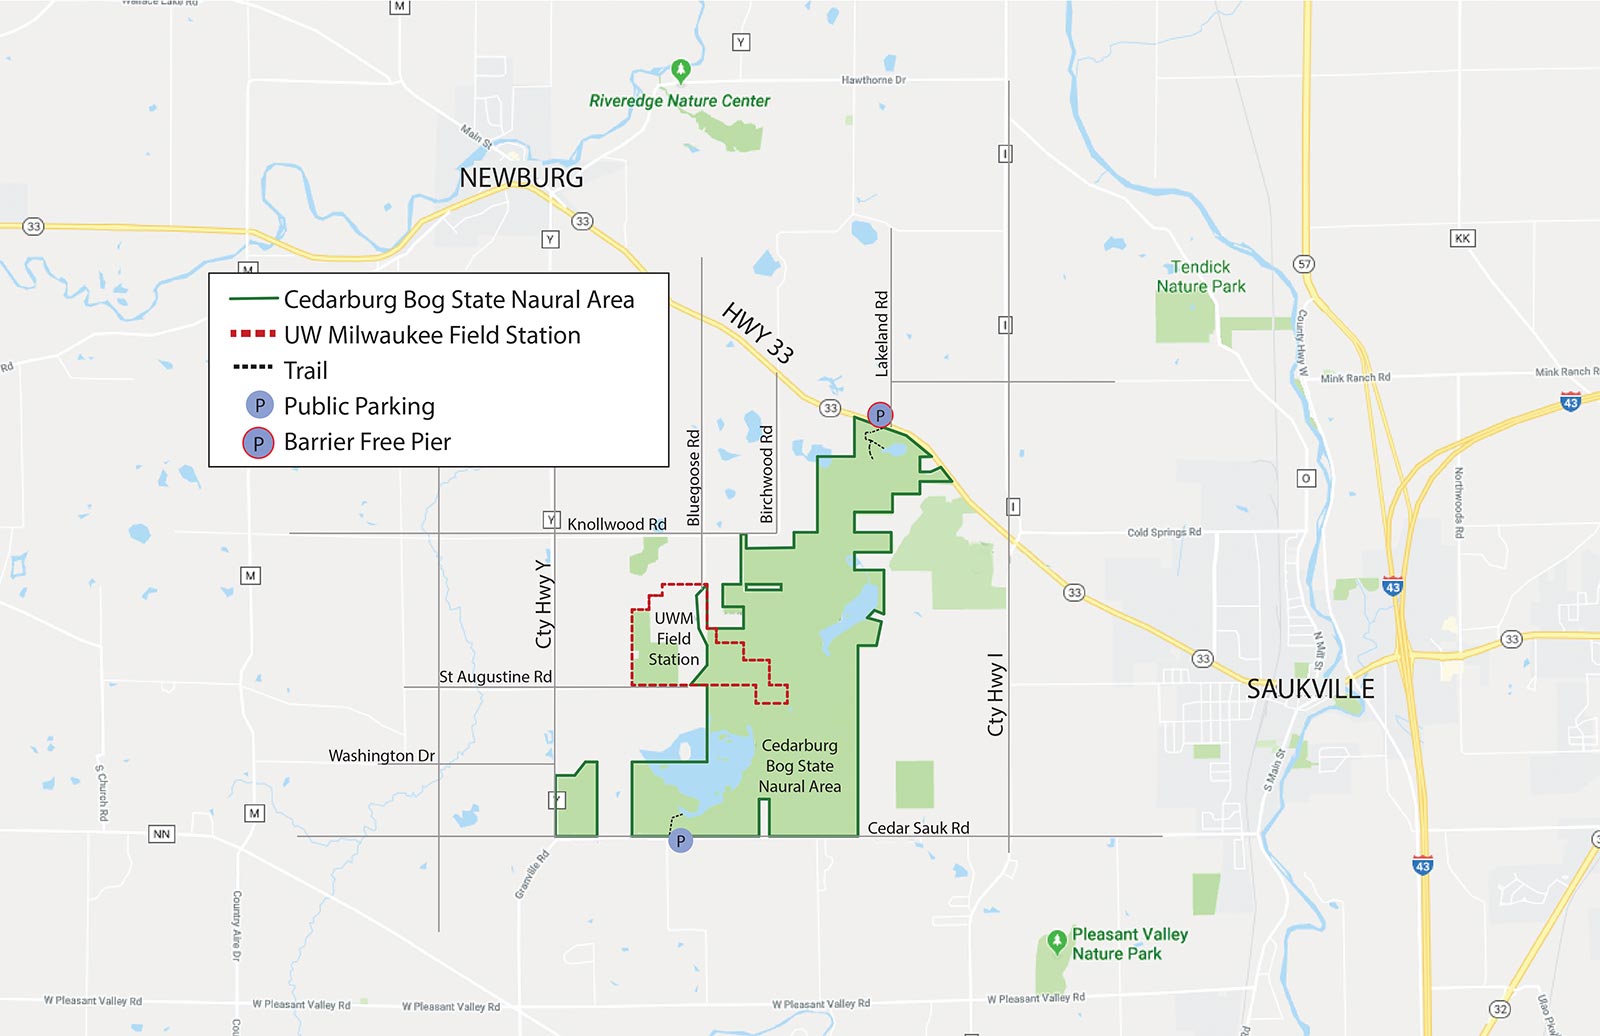 Wallace Lake Rd
M
Y
Hawthorne Dr
Riveredge Nature Center
Main St
I
NEWBURG
33
33
Y
KK
M
57
Tendick
Nature Park
Cedarburg Bog State Naural Area
UW Milwaukee Field Station
Trail
P
Public Parking
P
Barrier Free Pier
HWY 33
Lakeland Rd
I
County Hwy W
Rd
Mink Ranch Rd
Mink Ranch R
43
33
P
Bluegoose Rd
Birchwood Rd
O
Northwoods Rd
I
Y
Knollwood Rd
Cold Springs Rd
M
Cty Hwy Y
43
33
UWM
Field
Station
N Mill St
33
33
St Augustine Rd
Cty Hwy I
SAUKVILLE
Washington Dr
Cedarburg
Bog State
Naural Area
S Main St
S Church Rd
Y
M
NN
P
Cedar Sauk Rd
3
43
Granville Rd
Country Aire Dr
Pleasant Valley
Nature Park
W Pleasant Valley Rd
W Pleasant Valley Rd
W Pleasant Valley Rd
W Pleasant Valley Rd
W Pleasant Valley Rd
32
Ulao Pkw
Cou
Rd